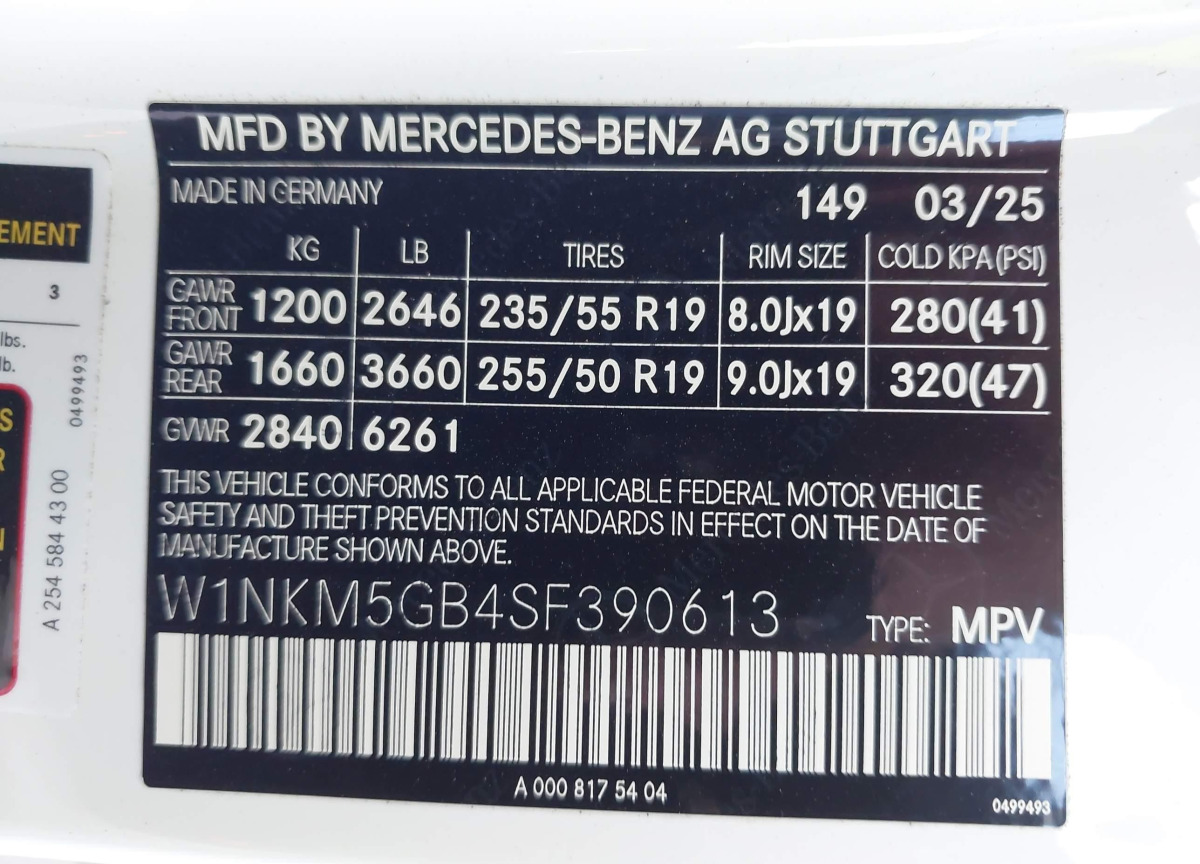 MFD BY MERCEDES-BENZ AG STUTTGART
MADE IN GERMANY 149 03/25
KG LB TIRES RIM SIZE COLD KPA(PSI)
GAWR FRONT 1200 2646 235/55 R19 8.0Jx19 280(41)
GAWR REAR 1660 3660 255/50 R19 9.0Jx19 320(47)
GVWR 2840 6261
THIS VEHICLE CONFORMS TO ALL APPLICABLE FEDERAL MOTOR VEHICLE
SAFETY AND THEFT PREVENTION STANDARDS IN EFFECT ON THE DATE OF
MANUFACTURE SHOWN ABOVE.
W1NKM5GB4SF390613 TYPE: MPV
A 000 817 54 04
0499493
EMENT
3
lbs.
lb.
0499493
A 254 584 43 00
S
R
N